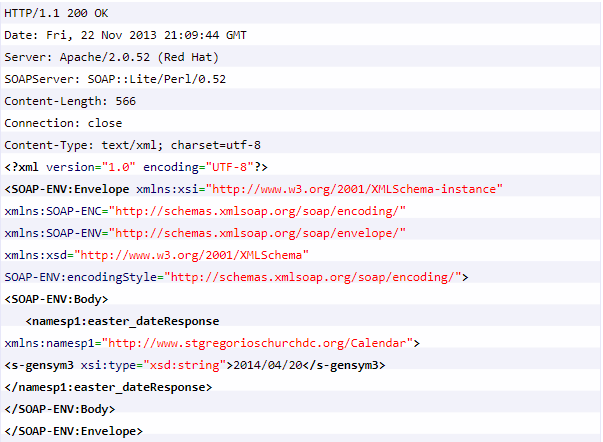 HTTP/1.1 200 OK
Date: Fri, 22 Nov 2013 21:09:44 GMT
Server: Apache/2.0.52 (Red Hat)
SOAPServer: SOAP::Lite/Perl/0.52
Content-Length: 566
Connection: close
Content-Type: text/xml; charset=utf-8
<?xml version="1.0" encoding="UTF-8"?>
<SOAP-ENV:Envelope xmlns:xsi="http://www.w3.org/2001/XMLSchema-instance"
xmlns:SOAP-ENC="http://schemas.xmlsoap.org/soap/encoding/"
xmlns:SOAP-ENV="http://schemas.xmlsoap.org/soap/envelope/"
xmlns:xsd="http://www.w3.org/2001/XMLSchema"
SOAP-ENV:encodingStyle="http://schemas.xmlsoap.org/soap/encoding/">
<SOAP-ENV:Body>
<namesp1:easter_dateResponse
xmlns:namesp1="http://www.stgregorioschurchdc.org/Calendar">
<s-gensym3 xsi:type="xsd:string">2014/04/20</s-gensym3>
</namesp1:easter_dateResponse>
</SOAP-ENV:Body>
</SOAP-ENV:Envelope>